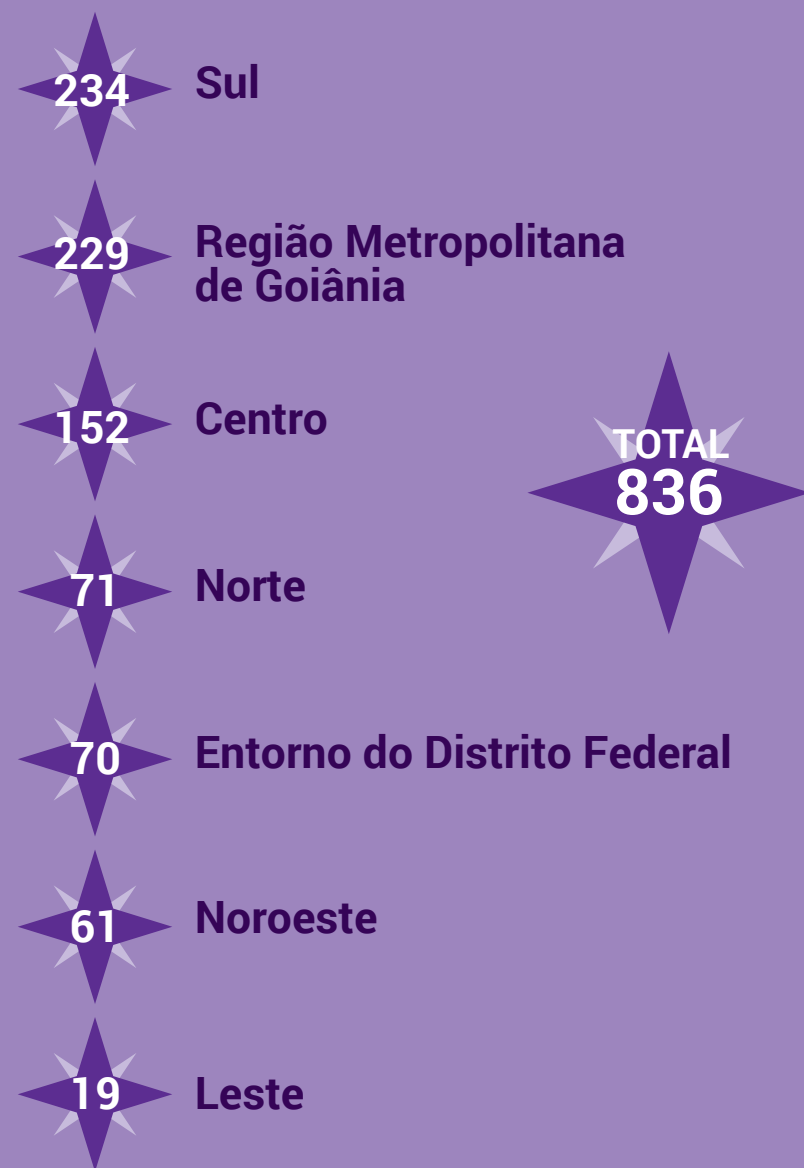 234 Sul
229 Região Metropolitana
de Goiânia
152 Centro
71 Norte
70 Entorno do Distrito Federal
61 Noroeste
19 Leste
TOTAL
836